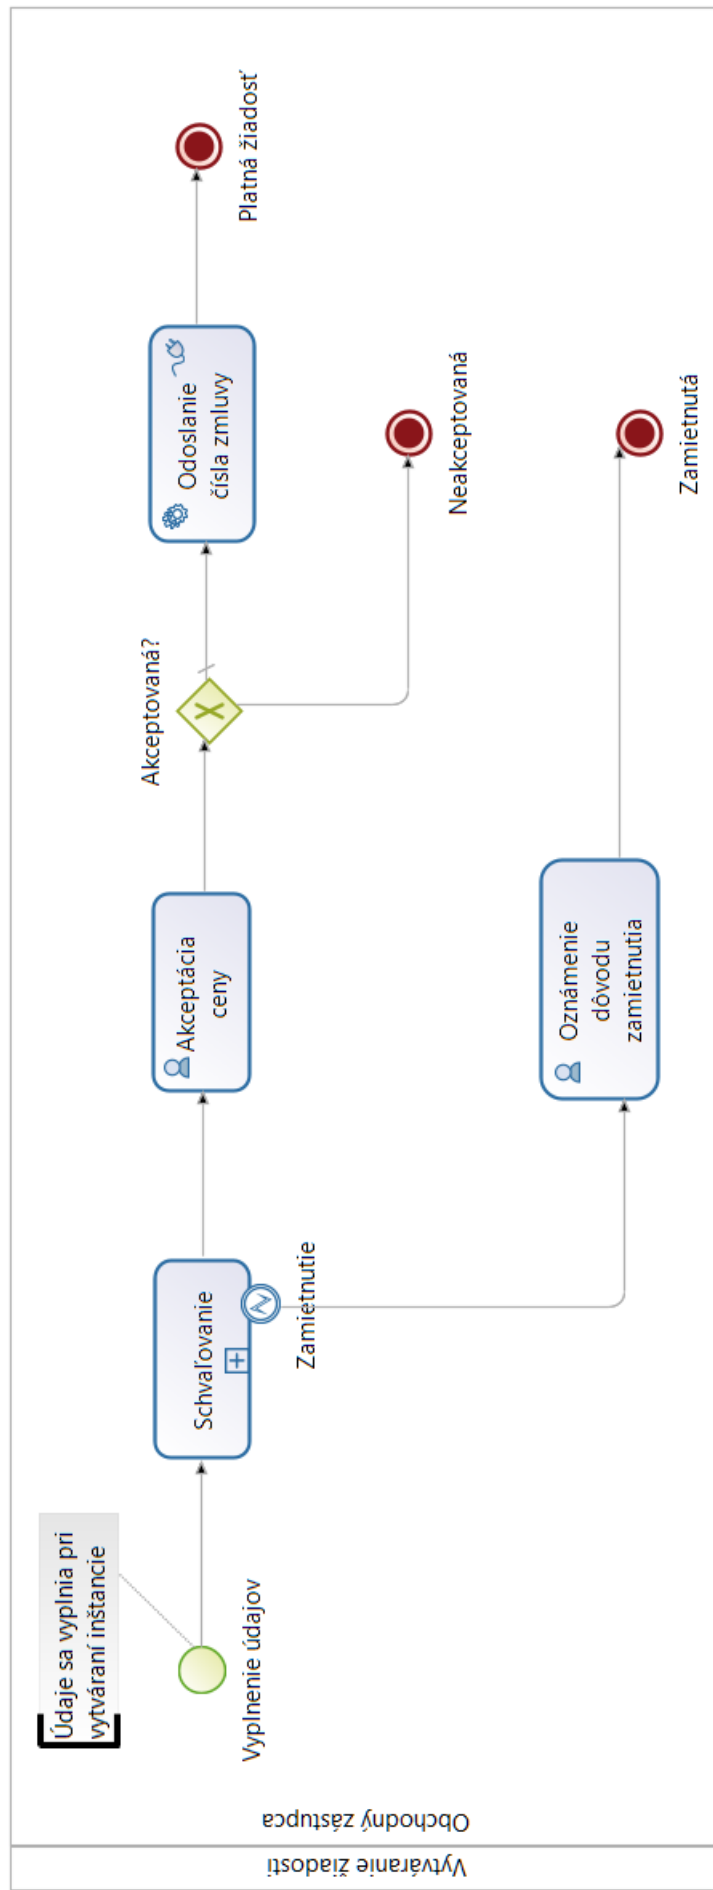 Vytváranie žiadosti
Obchodný zástupca
Údaje sa vyplnia pri
vytváraní inštancie
Vyplnenie údajov
Schvaľovanie
Zamietnutie
Akceptácia
ceny
Akceptovaná?
Odoslanie
čísla zmluvy
Platná žiadosť
Neakceptovaná
Oznámenie
dôvodu
zamietnutia
Zamietnutá